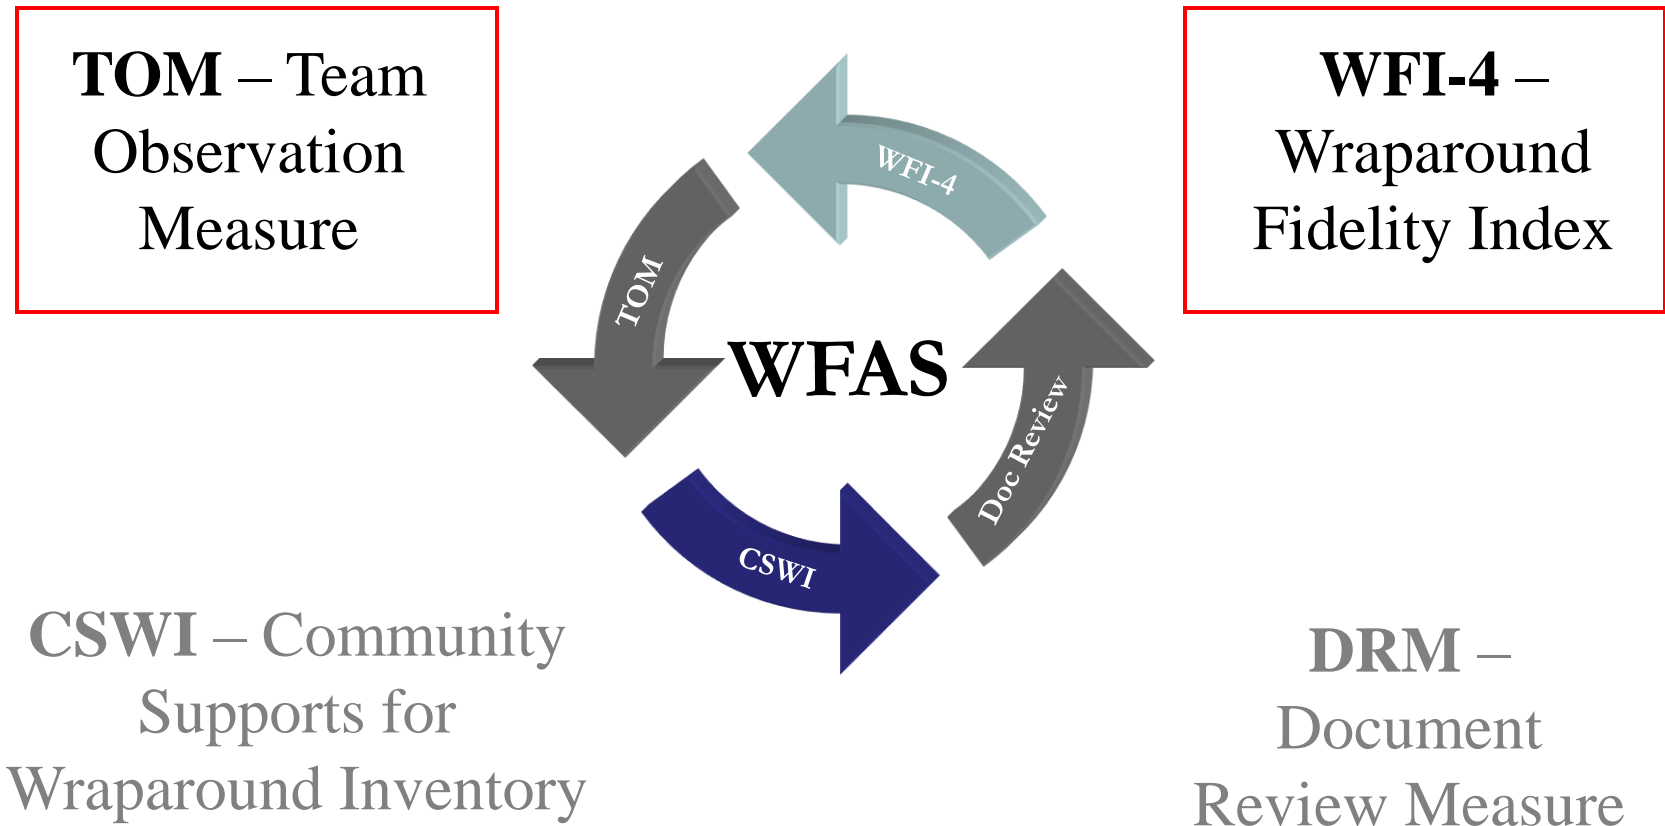 TOM – Team
Observation
Measure
WFI-4 –
Wraparound
Fidelity Index
WFI-4
TOM
WFAS
Doc Review
CSWI
CSWI – Community
Supports for
Wraparound Inventory
DRM –
Document
Review Measure